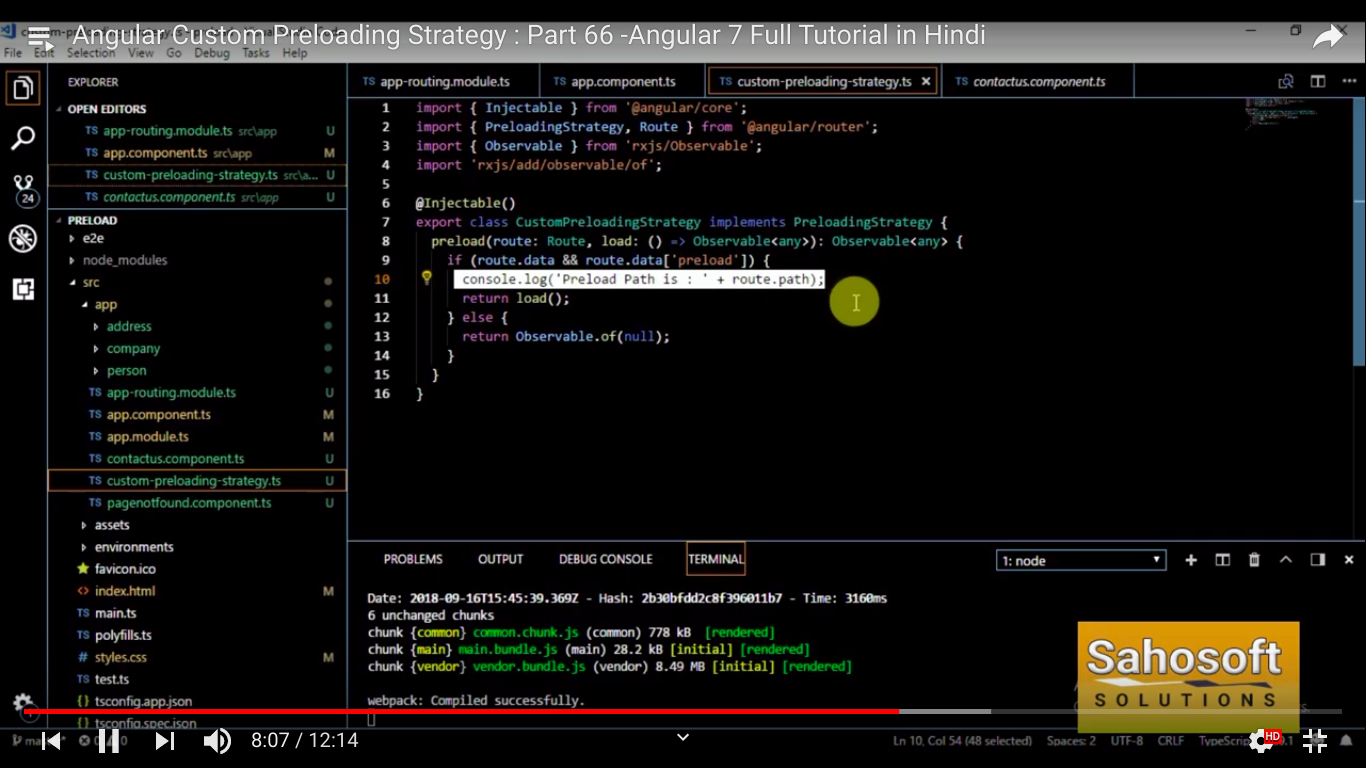 Angular Custom Preloading Strategy : Part 66 -Angular 7 Full Tutorial in Hindi
File Edit Selection View Go Debug Tasks Help
EXPLORER
OPEN EDITORS
TS app-routing.module.ts src\app U
TS app.component.ts src\app M
TS custom-preloading-strategy.ts src\a... U
TS contactus.component.ts src\app U
24
PRELOAD
e2e
node_modules
src
app
address
company
person
TS app-routing.module.ts U
TS app.component.ts M
TS app.module.ts M
TS contactus.component.ts U
TS custom-preloading-strategy.ts U
TS pagenotfound.component.ts U
assets
environments
favicon.ico
<> index.html M
TS main.ts
TS polyfills.ts
# styles.css M
TS test.ts
{} tsconfig.app.json
{} tsconfig.spec.json
TS app-routing.module.ts TS app.component.ts TS custom-preloading-strategy.ts × TS contactus.component.ts
1 import { Injectable } from '@angular/core';
2 import { PreloadingStrategy, Route } from '@angular/router';
3 import { Observable } from 'rxjs/Observable';
4 import 'rxjs/add/observable/of';
5
6 @Injectable()
7 export class CustomPreloadingStrategy implements PreloadingStrategy {
8 preload(route: Route, load: () => Observable<any>): Observable<any> {
9 if (route.data && route.data['preload']) {
10 console.log('Preload Path is : ' + route.path);
11 return load();
12 } else {
13 return Observable.of(null);
14 }
15 }
16 }
PROBLEMS OUTPUT DEBUG CONSOLE TERMINAL 1: node
Date: 2018-09-16T15:45:39.369Z - Hash: 2b30bfdd2c8f396011b7 - Time: 3160ms
6 unchanged chunks
chunk {common} common.chunk.js (common) 778 kB [rendered]
chunk {main} main.bundle.js (main) 28.2 kB [initial] [rendered]
chunk {vendor} vendor.bundle.js (vendor) 8.49 MB [initial] [rendered]
webpack: Compiled successfully.
Sahosoft
SOLUTIONS
8:07 / 12:14
Ln 10, Col 54 (48 selected) Spaces: 2 UTF-8 CRLF
HD